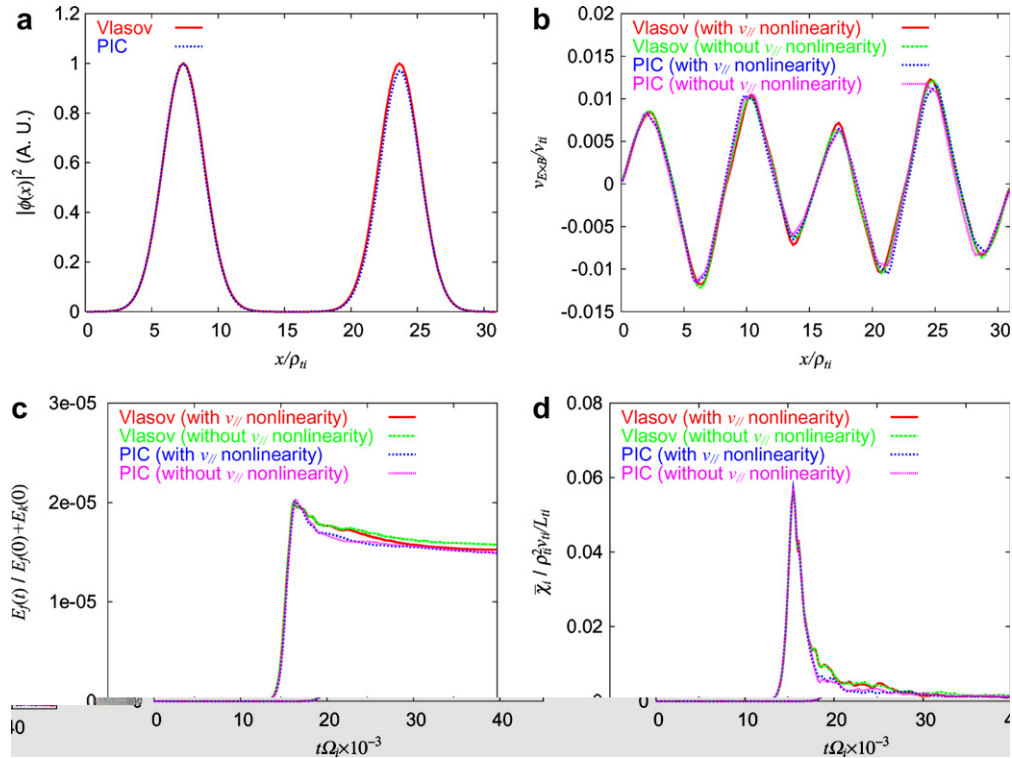 a
Vlasov
PIC
1.2
1
0.8
0.6
0.4
0.2
0
|ϕ(x)|² (A. U.)
0 5 10 15 20 25 30
x/ρti
b
Vlasov (with v// nonlinearity)
Vlasov (without v// nonlinearity)
PIC (with v// nonlinearity)
PIC (without v// nonlinearity)
0.02
0.015
0.01
0.005
0
-0.005
-0.01
-0.015
vE×B/vti
0 5 10 15 20 25 30
x/ρti
c
Vlasov (with v// nonlinearity)
Vlasov (without v// nonlinearity)
PIC (with v// nonlinearity)
PIC (without v// nonlinearity)
3e-05
2e-05
1e-05
0
Ef(t) / Ef(0)+Ek(0)
40
0 10 20 30 40
tΩi×10⁻³
d
Vlasov (with v// nonlinearity)
Vlasov (without v// nonlinearity)
PIC (with v// nonlinearity)
PIC (without v// nonlinearity)
0.08
0.06
0.04
0.02
0
χ̄i / ρ²ti vti/Lti
0 10 20 30 40
tΩi×10⁻³